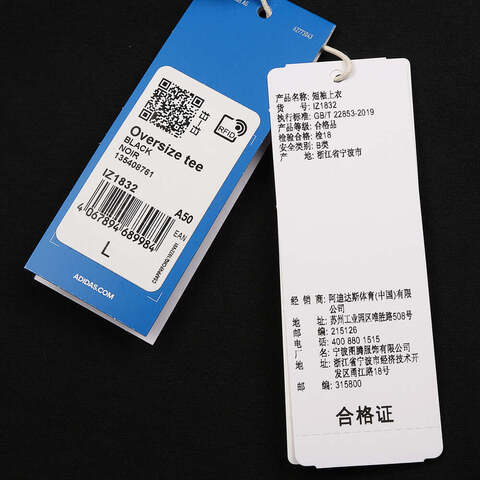 AZ772043
RFID
Oversize tee
BLACK
NOIR
135408761
IZ1832
A50
4 067894 689984
EAN
L
ADIDAS.COM
产品名称: 短袖上衣
货 号: IZ1832
执行标准: GB/T 22853-2019
产品等级: 合格品
检验合格: 检18
安全类别: B类
产 地: 浙江省宁波市
经 销 商: 阿迪达斯体育(中国)有限
公司
地 址: 苏州工业园区唯胜路508号
邮 编: 215126
电 话: 400 880 1515
厂 名: 宁波图腾服饰有限公司
地 址: 浙江省宁波市经济技术开
发区甬江路18号
邮 编: 315800
合格证